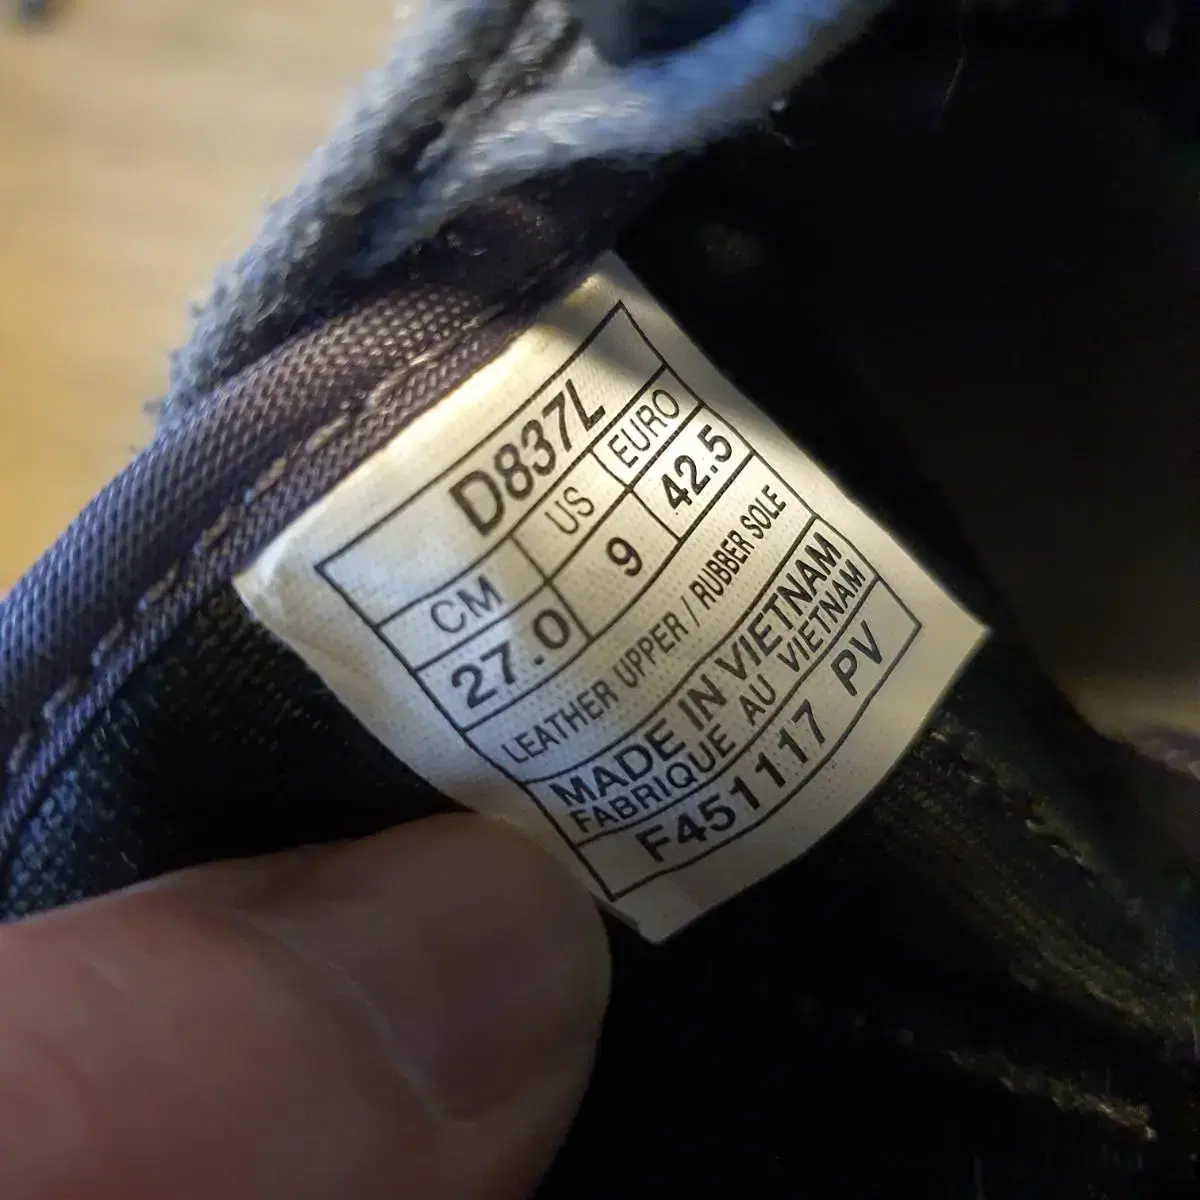 D837L
CM US EURO
27.0 9 42.5
LEATHER UPPER / RUBBER SOLE
MADE IN VIETNAM
FABRIQUE AU VIETNAM
F451117 PV